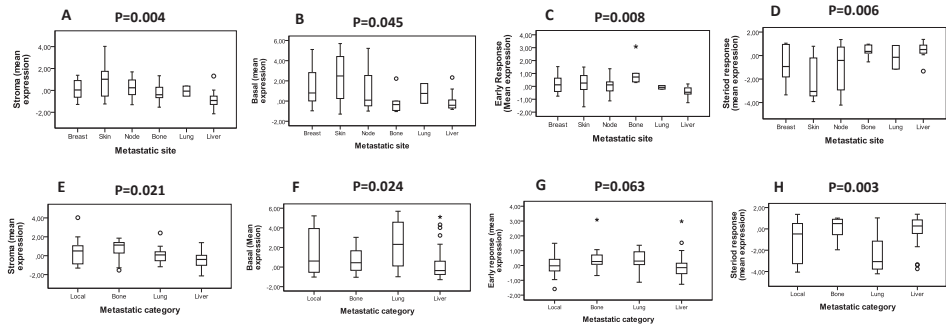 A
P=0.004
Stroma (mean expression)
4,00
2,00
,00
-2,00
Breast Skin Node Bone Lung Liver
Metastatic site
B
P=0.045
Basal (mean expression)
6,00
4,00
2,00
,00
-2,00
Breast Skin Node Bone Lung Liver
Metastatic site
C
P=0.008
Early Response (Mean expression)
4,00
3,00
2,00
1,00
,00
-1,00
-2,00
Breast Skin Node Bone Lung Liver
Metastatic site
D
P=0.006
Steriod response (mean expression)
2,00
,00
-2,00
-4,00
Breast Skin Node Bone Lung Liver
Metastatic site
E
P=0.021
Stroma (mean expression)
4,00
2,00
,00
-2,00
Local Bone Lung Liver
Metastatic category
F
P=0.024
Basal (Mean expression)
6,00
4,00
2,00
,00
-2,00
Local Bone Lung Liver
Metastatic category
G
P=0.063
Early reponse (mean expression)
4,00
3,00
2,00
1,00
,00
-1,00
-2,00
Local Bone Lung Liver
Metastatic category
H
P=0.003
Steriod response (mean expression)
2,00
,00
-2,00
-4,00
Local Bone Lung Liver
Metastatic category